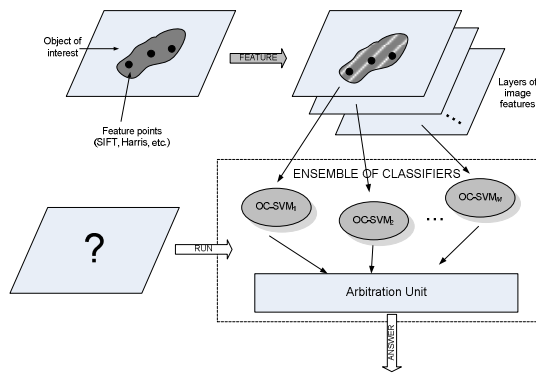 Object of
interest
FEATURE
Layers of
image
features
Feature points
(SIFT, Harris, etc.)
ENSEMBLE OF CLASSIFIERS
OC-SVM1
OC-SVM2
...
OC-SVMM
?
RUN
Arbitration Unit
ANSWER